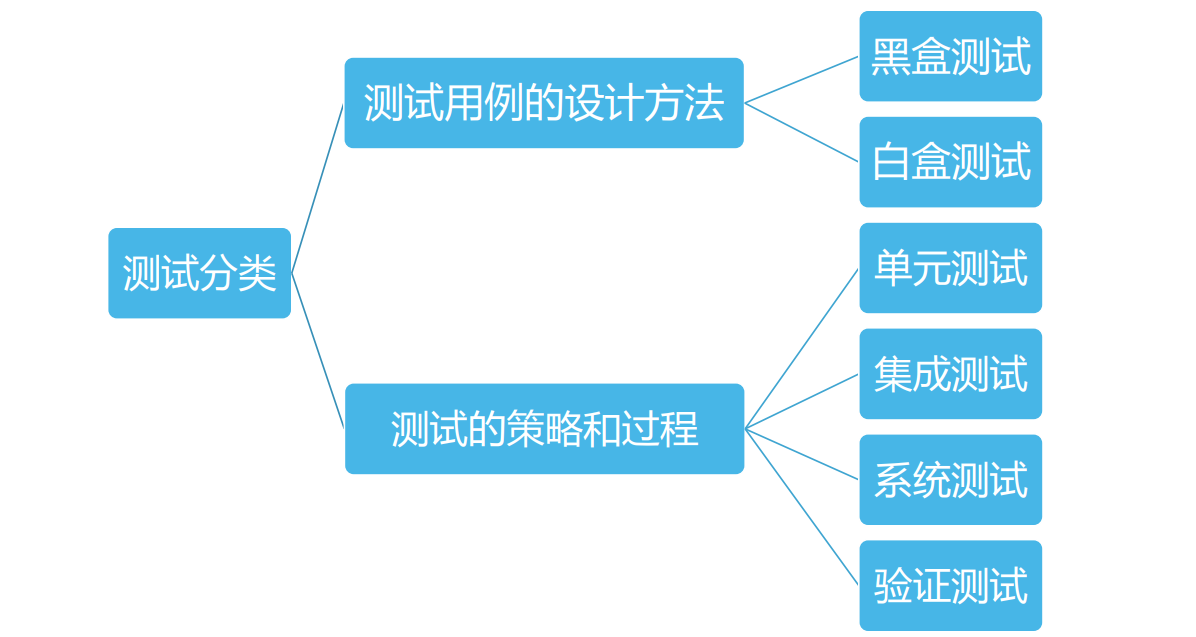 测试分类
测试用例的设计方法
黑盒测试
白盒测试
测试的策略和过程
单元测试
集成测试
系统测试
验证测试